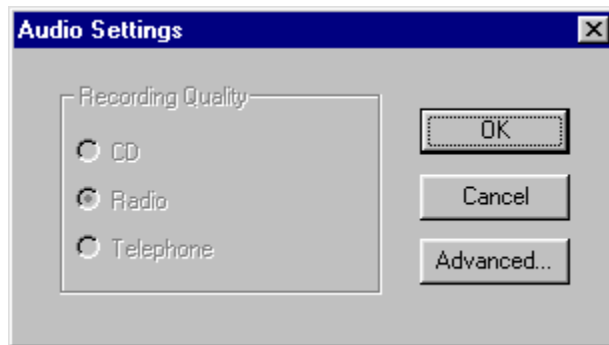 Audio Settings
Recording Quality
CD
Radio
Telephone
OK
Cancel
Advanced...